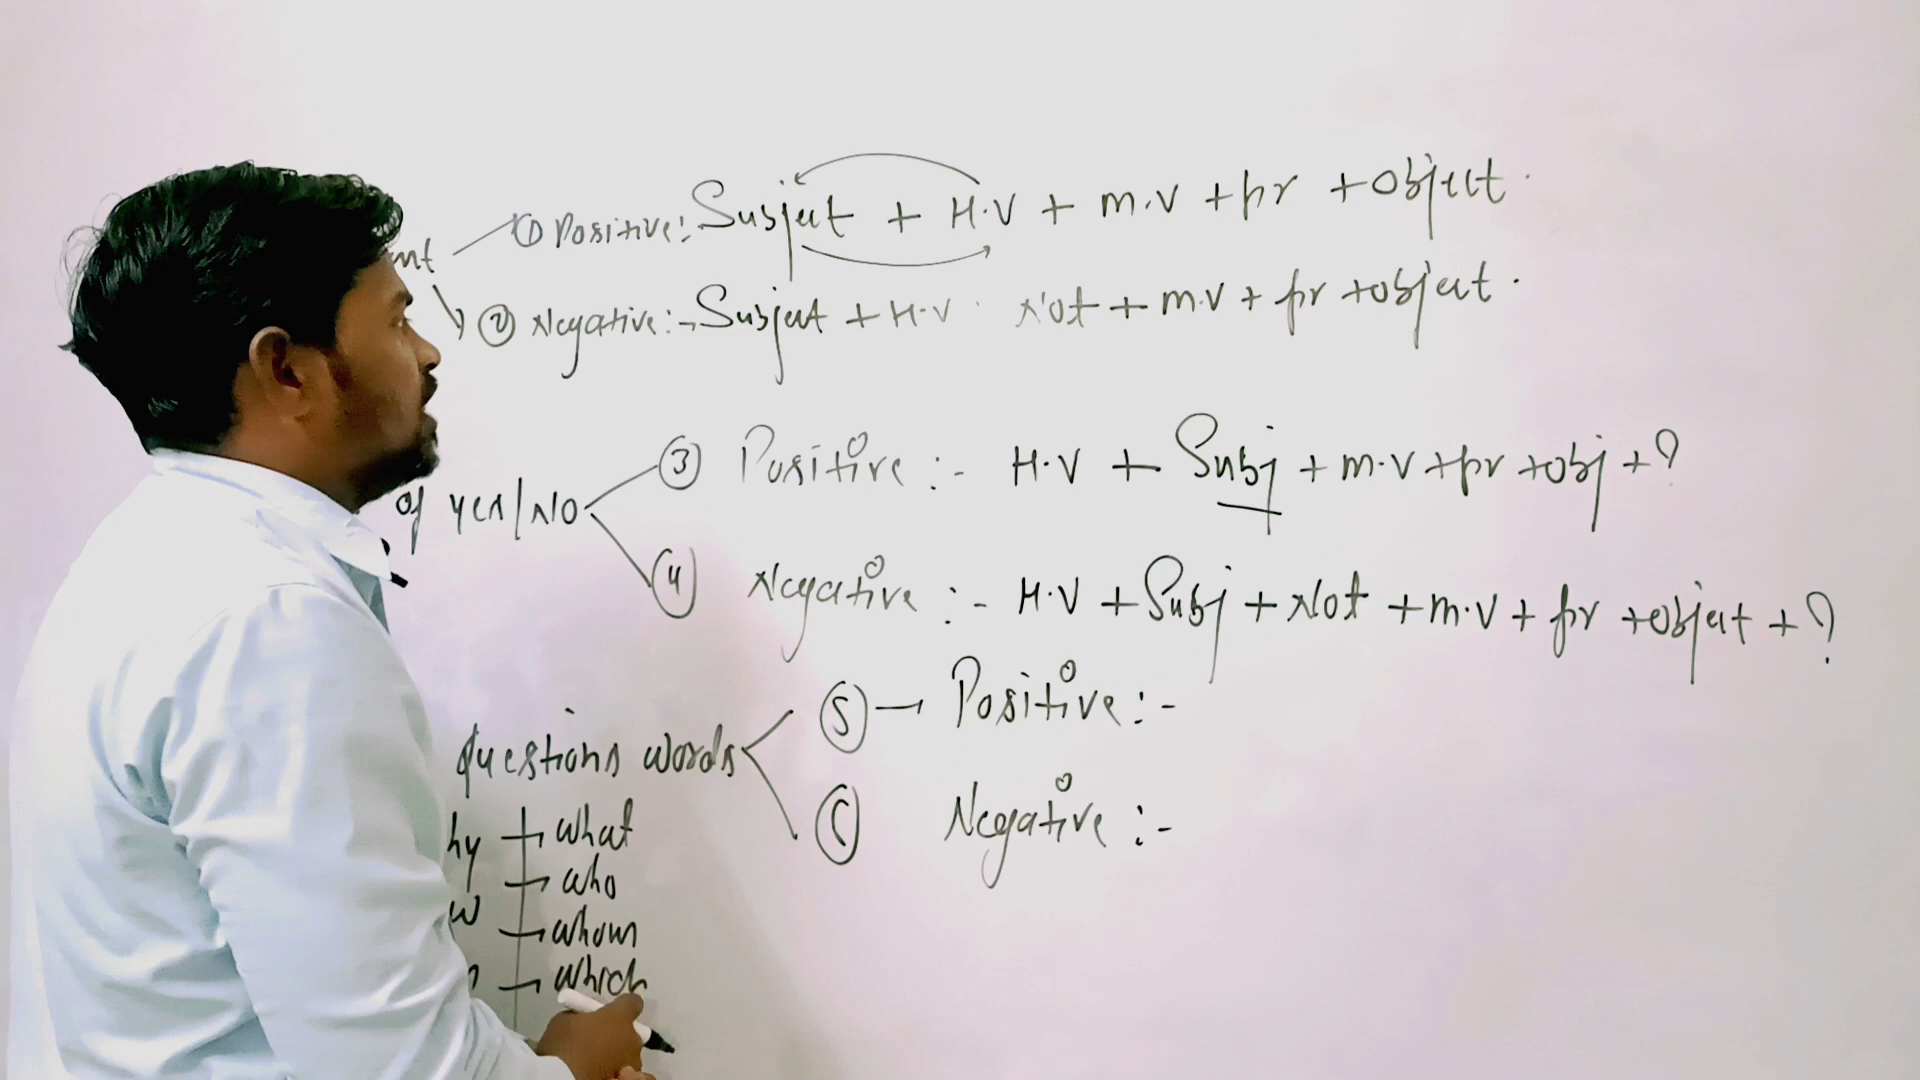 ① Positive:- Subject + H.V + m.V + pr + Object.
② Negative:- Subject + H.V Not + m.V + pr + object.
③ Positive :- H.V + Subj + m.V + pr + obj + ?
of yes/No
④ Negative :- H.V + Subj + Not + m.V + pr + object + ?
⑤ → Positive :-
questions words
Negative :-
what
who
whom
which